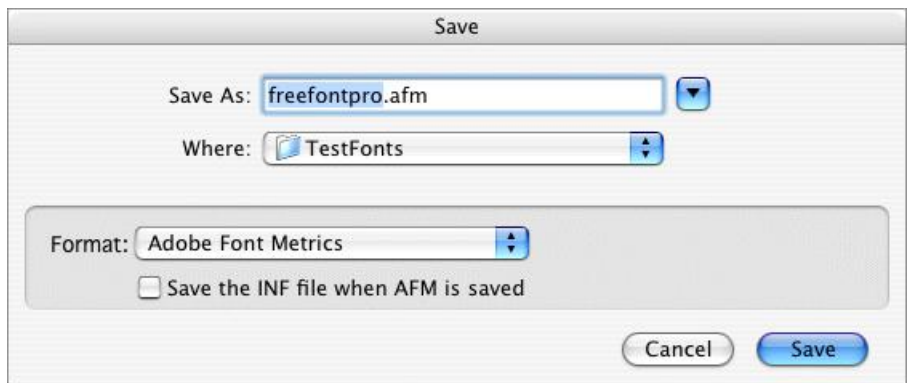 Save
Save As: freefontpro.afm
Where: TestFonts
Format: Adobe Font Metrics
Save the INF file when AFM is saved
Cancel Save